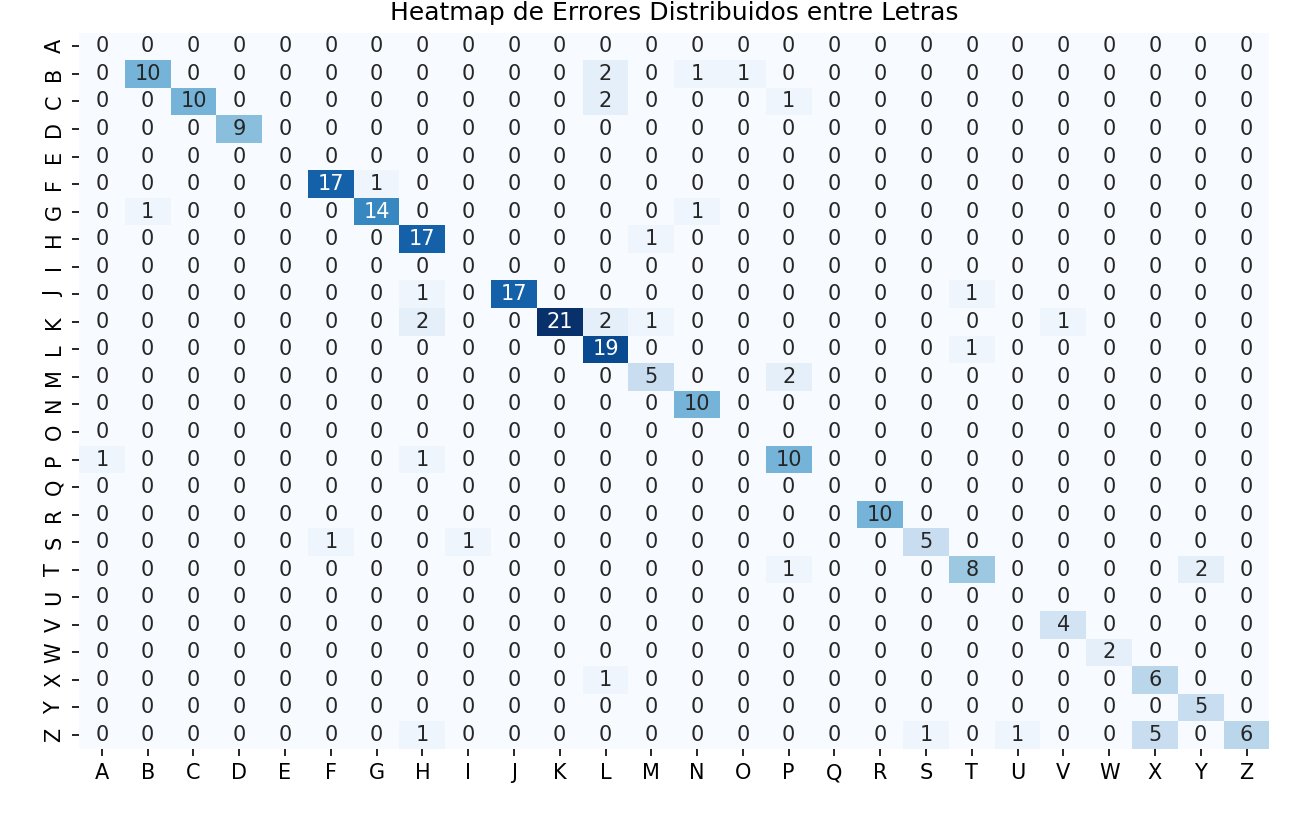 Heatmap de Errores Distribuidos entre Letras
A 0 0 0 0 0 0 0 0 0 0 0 0 0 0 0 0 0 0 0 0 0 0 0 0 0 0
B 0 10 0 0 0 0 0 0 0 0 0 2 0 1 1 0 0 0 0 0 0 0 0 0 0 0
C 0 0 10 0 0 0 0 0 0 0 0 2 0 0 0 1 0 0 0 0 0 0 0 0 0 0
D 0 0 0 9 0 0 0 0 0 0 0 0 0 0 0 0 0 0 0 0 0 0 0 0 0 0
E 0 0 0 0 0 0 0 0 0 0 0 0 0 0 0 0 0 0 0 0 0 0 0 0 0 0
F 0 0 0 0 0 17 1 0 0 0 0 0 0 0 0 0 0 0 0 0 0 0 0 0 0 0
G 0 1 0 0 0 0 14 0 0 0 0 0 0 1 0 0 0 0 0 0 0 0 0 0 0 0
H 0 0 0 0 0 0 0 17 0 0 0 0 1 0 0 0 0 0 0 0 0 0 0 0 0 0
I 0 0 0 0 0 0 0 0 0 0 0 0 0 0 0 0 0 0 0 0 0 0 0 0 0 0
J 0 0 0 0 0 0 0 1 0 17 0 0 0 0 0 0 0 0 0 1 0 0 0 0 0 0
K 0 0 0 0 0 0 0 2 0 0 21 2 1 0 0 0 0 0 0 0 0 1 0 0 0 0
L 0 0 0 0 0 0 0 0 0 0 0 19 0 0 0 0 0 0 0 1 0 0 0 0 0 0
M 0 0 0 0 0 0 0 0 0 0 0 0 5 0 0 2 0 0 0 0 0 0 0 0 0 0
N 0 0 0 0 0 0 0 0 0 0 0 0 0 10 0 0 0 0 0 0 0 0 0 0 0 0
O 0 0 0 0 0 0 0 0 0 0 0 0 0 0 0 0 0 0 0 0 0 0 0 0 0 0
P 1 0 0 0 0 0 0 1 0 0 0 0 0 0 0 10 0 0 0 0 0 0 0 0 0 0
Q 0 0 0 0 0 0 0 0 0 0 0 0 0 0 0 0 0 0 0 0 0 0 0 0 0 0
R 0 0 0 0 0 0 0 0 0 0 0 0 0 0 0 0 0 10 0 0 0 0 0 0 0 0
S 0 0 0 0 0 1 0 0 1 0 0 0 0 0 0 0 0 0 5 0 0 0 0 0 0 0
T 0 0 0 0 0 0 0 0 0 0 0 0 0 0 0 1 0 0 0 8 0 0 0 0 2 0
U 0 0 0 0 0 0 0 0 0 0 0 0 0 0 0 0 0 0 0 0 0 0 0 0 0 0
V 0 0 0 0 0 0 0 0 0 0 0 0 0 0 0 0 0 0 0 0 0 4 0 0 0 0
W 0 0 0 0 0 0 0 0 0 0 0 0 0 0 0 0 0 0 0 0 0 0 2 0 0 0
X 0 0 0 0 0 0 0 0 0 0 0 1 0 0 0 0 0 0 0 0 0 0 0 6 0 0
Y 0 0 0 0 0 0 0 0 0 0 0 0 0 0 0 0 0 0 0 0 0 0 0 0 5 0
Z 0 0 0 0 0 0 0 1 0 0 0 0 0 0 0 0 0 0 1 0 1 0 0 5 0 6
A B C D E F G H I J K L M N O P Q R S T U V W X Y Z